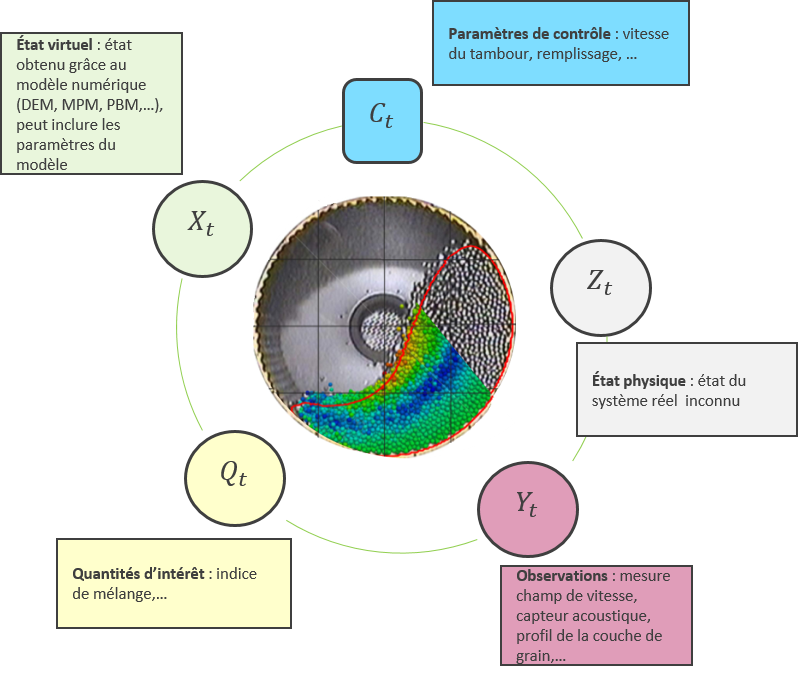 Paramètres de contrôle : vitesse
du tambour, remplissage, …
État virtuel : état
obtenu grâce au
modèle numérique
(DEM, MPM, PBM,…),
peut inclure les
paramètres du
modèle
C_t
X_t
Z_t
État physique : état du
système réel  inconnu
Q_t
Y_t
Quantités d’intérêt : indice
de mélange,…
Observations : mesure
champ de vitesse,
capteur acoustique,
profil de la couche de
grain,…